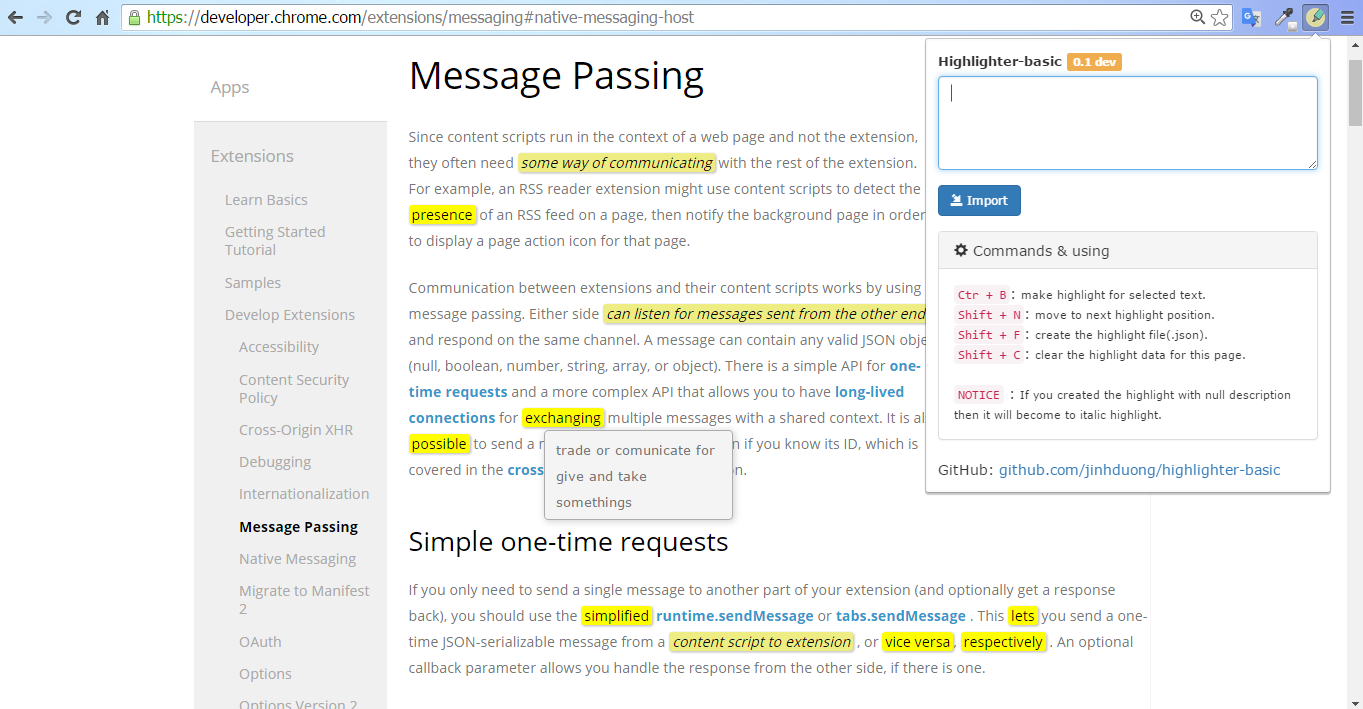 https://developer.chrome.com/extensions/messaging#native-messaging-host
Apps
Extensions
Learn Basics
Getting Started
Tutorial
Samples
Develop Extensions
Accessibility
Content Security
Policy
Cross-Origin XHR
Debugging
Internationalization
Message Passing
Native Messaging
Migrate to Manifest
2
OAuth
Options
Options Version 2
Message Passing
Since content scripts run in the context of a web page and not the extension,
they often need some way of communicating with the rest of the extension.
For example, an RSS reader extension might use content scripts to detect the
presence of an RSS feed on a page, then notify the background page in order
to display a page action icon for that page.
Communication between extensions and their content scripts works by using
message passing. Either side can listen for messages sent from the other end
and respond on the same channel. A message can contain any valid JSON obje
(null, boolean, number, string, array, or object). There is a simple API for one-
time requests and a more complex API that allows you to have long-lived
connections for exchanging multiple messages with a shared context. It is al
possible to send a if you know its ID, which is
covered in the cross
trade or comunicate for
give and take
somethings
Simple one-time requests
If you only need to send a single message to another part of your extension (and optionally get a response
back), you should use the simplified runtime.sendMessage or tabs.sendMessage . This lets you send a one-
time JSON-serializable message from a content script to extension , or vice versa , respectively . An optional
callback parameter allows you handle the response from the other side, if there is one.
Highlighter-basic 0.1 dev
Import
Commands & using
Ctr + B : make highlight for selected text.
Shift + N : move to next highlight position.
Shift + F : create the highlight file(.json).
Shift + C : clear the highlight data for this page.
NOTICE : If you created the highlight with null description
then it will become to italic highlight.
GitHub: github.com/jinhduong/highlighter-basic